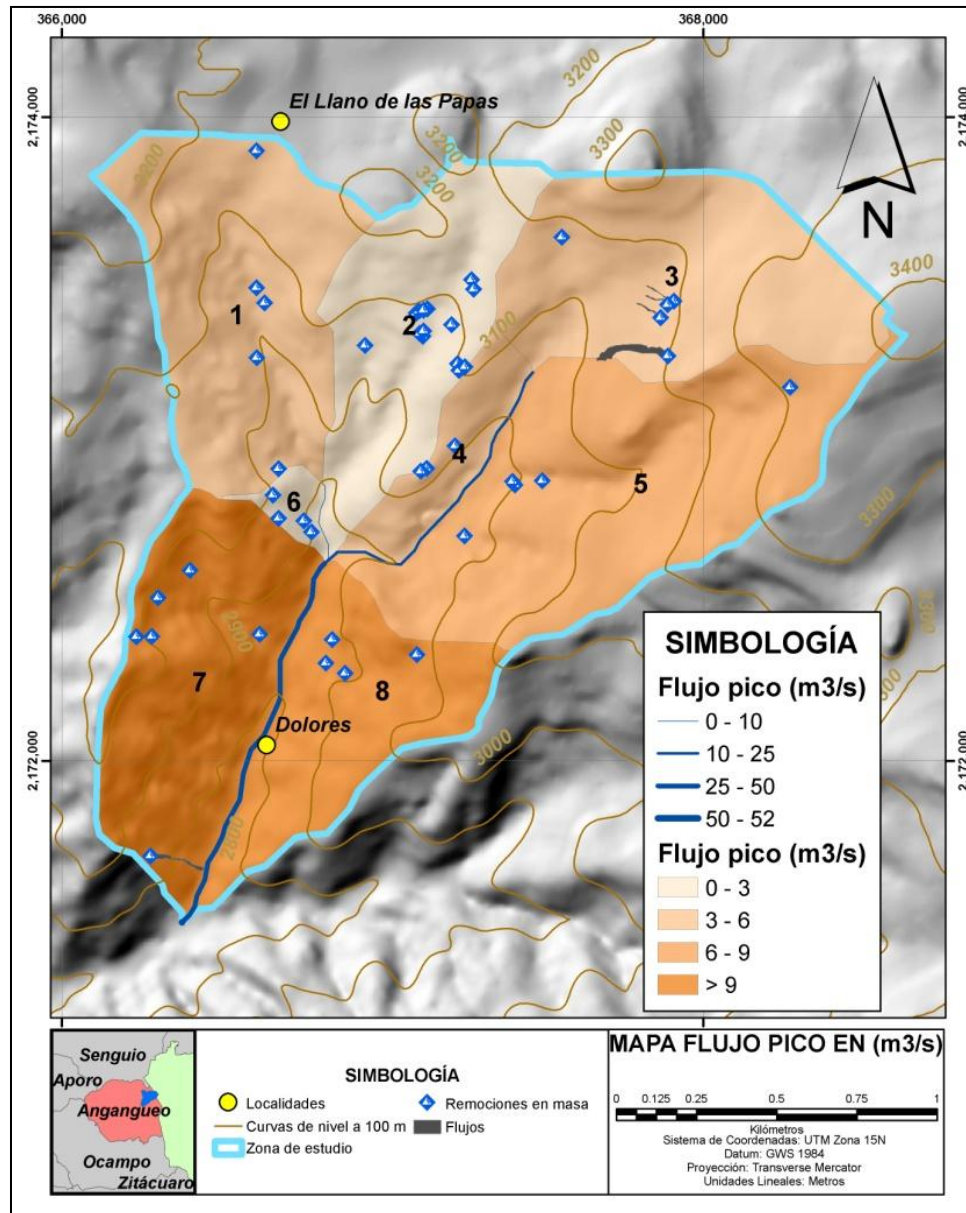 366,000
368,000
El Llano de las Papas
3200
3300
2,174,000
2,174,000
3200
3200
3200
N
3400
3
1
2
3100
4
5
6
3300
3300
2900
7
8
Dolores
3000
2800
2,172,000
2,172,000
SIMBOLOGÍA
Flujo pico (m3/s)
0 - 10
10 - 25
25 - 50
50 - 52
Flujo pico (m3/s)
0 - 3
3 - 6
6 - 9
> 9
Senguio
Aporo
Angangueo
Ocampo
Zitácuaro
SIMBOLOGÍA
Localidades
Remociones en masa
Curvas de nivel a 100 m
Flujos
Zona de estudio
MAPA FLUJO PICO EN (m3/s)
0 0.125 0.25 0.5 0.75 1
Kilómetros
Sistema de Coordenadas: UTM Zona 15N
Datum: GWS 1984
Proyección: Transverse Mercator
Unidades Lineales: Metros